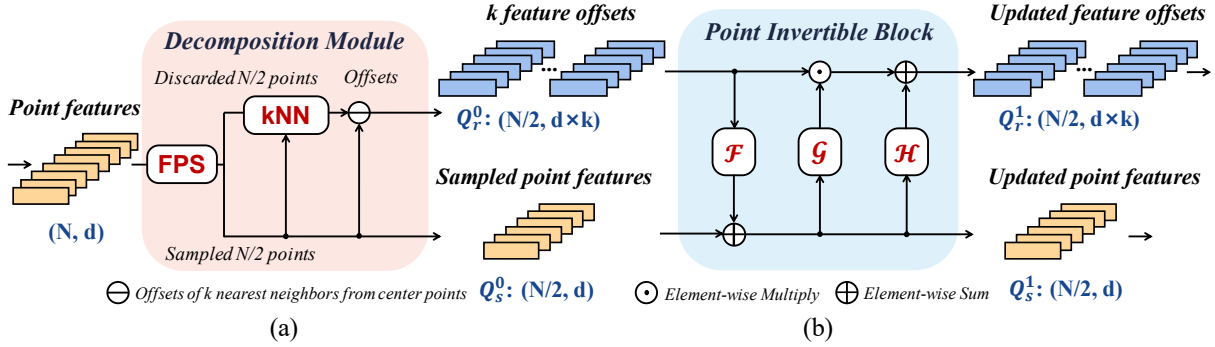 Decomposition Module
k feature offsets
Point Invertible Block
Updated feature offsets
Discarded N/2 points
Offsets
...
...
Point features
kNN
Q_r^0: (N/2, d×k)
Q_r^1: (N/2, d×k)
FPS
F
G
H
Sampled point features
Updated point features
(N, d)
Sampled N/2 points
Offsets of k nearest neighbors from center points
Q_s^0: (N/2, d)
Element-wise Multiply
Element-wise Sum
Q_s^1: (N/2, d)
(a)
(b)